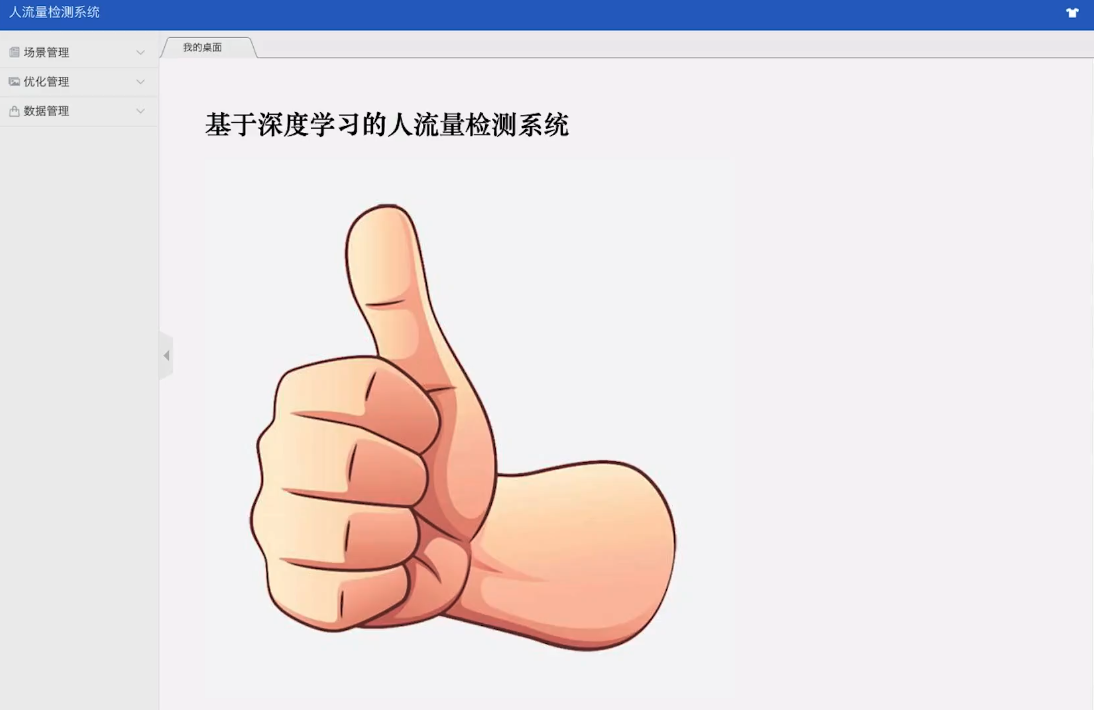 人流量检测系统
场景管理
优化管理
数据管理
我的桌面
基于深度学习的人流量检测系统